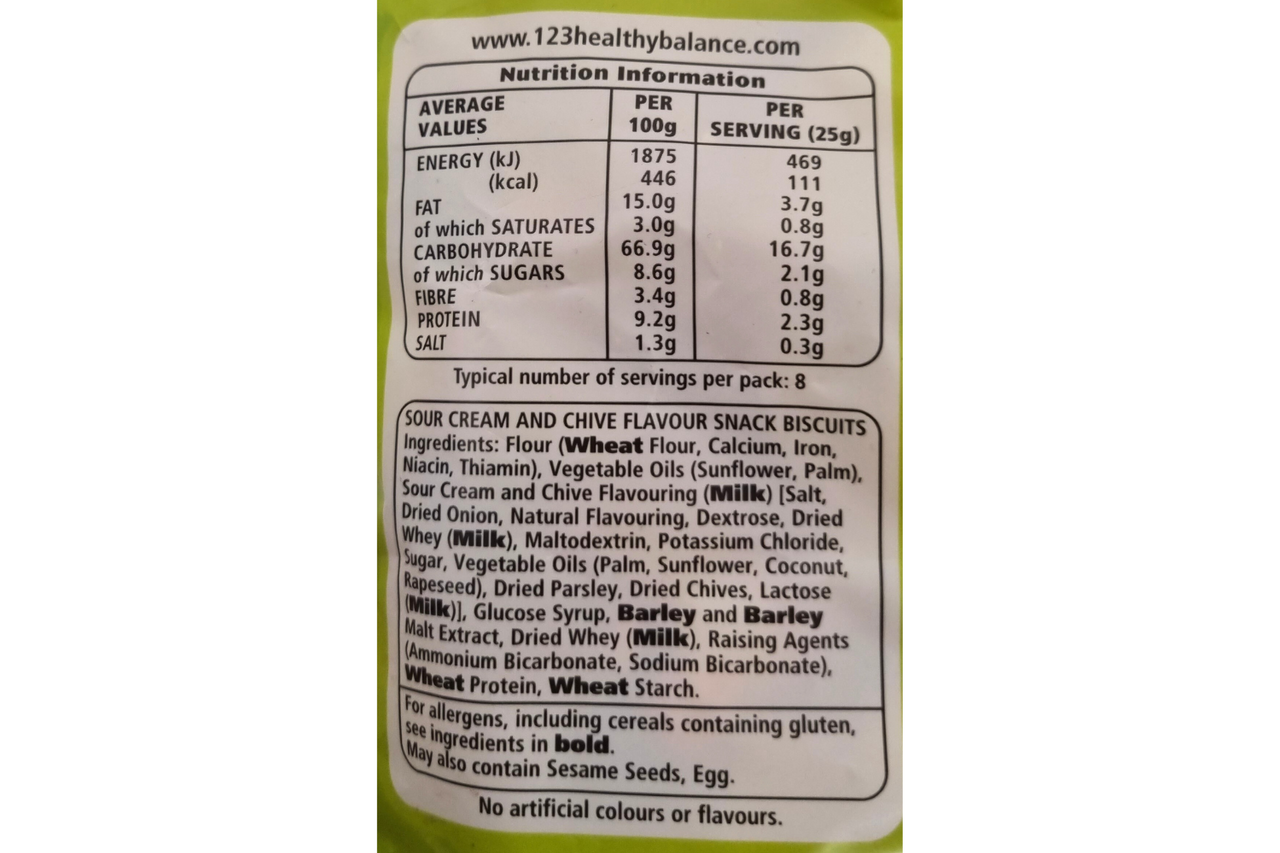 www.123healthybalance.com
Nutrition Information
AVERAGE VALUES PER 100g PER SERVING (25g)
ENERGY (kJ) 1875 469
(kcal) 446 111
FAT 15.0g 3.7g
of which SATURATES 3.0g 0.8g
CARBOHYDRATE 66.9g 16.7g
of which SUGARS 8.6g 2.1g
FIBRE 3.4g 0.8g
PROTEIN 9.2g 2.3g
SALT 1.3g 0.3g
Typical number of servings per pack: 8
SOUR CREAM AND CHIVE FLAVOUR SNACK BISCUITS
Ingredients: Flour (Wheat Flour, Calcium, Iron,
Niacin, Thiamin), Vegetable Oils (Sunflower, Palm),
Sour Cream and Chive Flavouring (Milk) [Salt,
Dried Onion, Natural Flavouring, Dextrose, Dried
Whey (Milk), Maltodextrin, Potassium Chloride,
Sugar, Vegetable Oils (Palm, Sunflower, Coconut,
Rapeseed), Dried Parsley, Dried Chives, Lactose
(Milk)], Glucose Syrup, Barley and Barley
Malt Extract, Dried Whey (Milk), Raising Agents
(Ammonium Bicarbonate, Sodium Bicarbonate),
Wheat Protein, Wheat Starch.
For allergens, including cereals containing gluten,
see ingredients in bold.
May also contain Sesame Seeds, Egg.
No artificial colours or flavours.